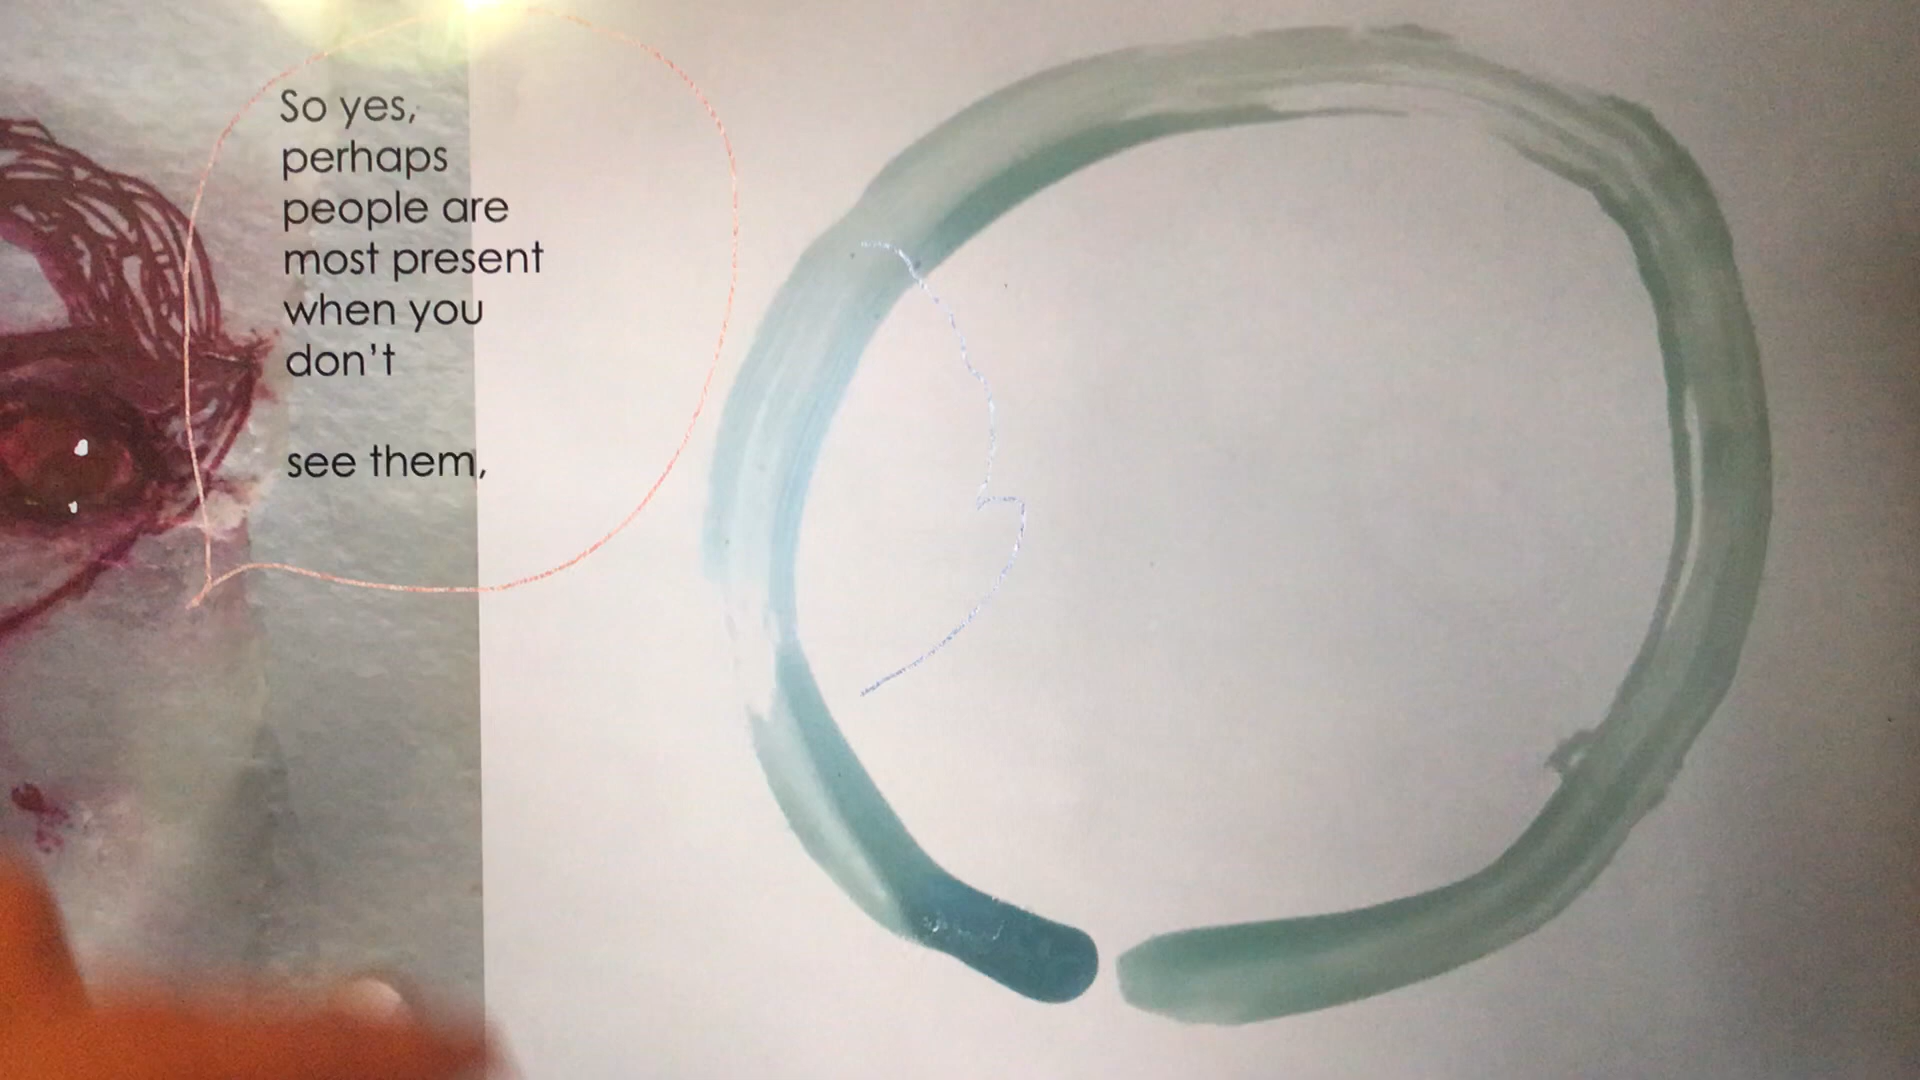 So yes,
perhaps
people are
most present
when you
don't
see them,